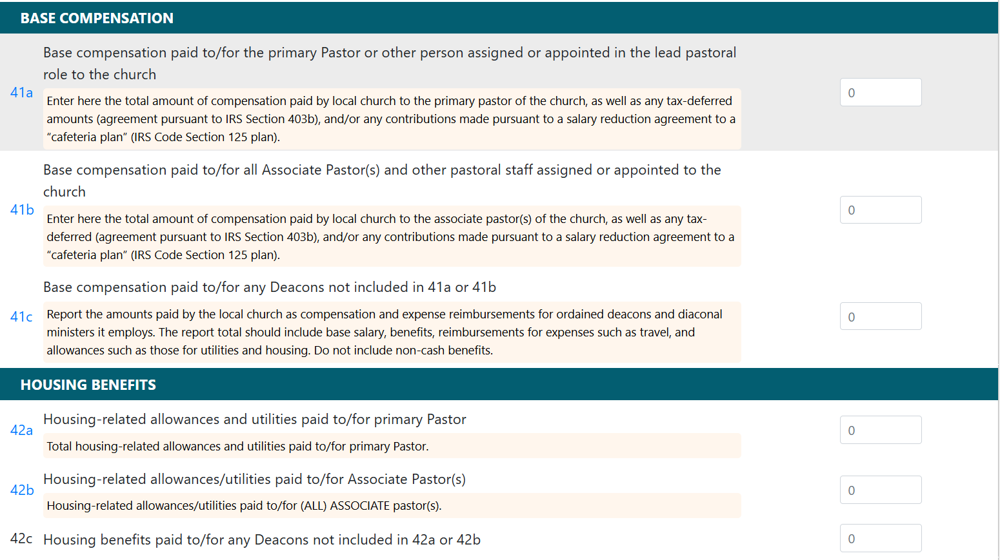 BASE COMPENSATION
Base compensation paid to/for the primary Pastor or other person assigned or appointed in the lead pastoral
role to the church
41a
0
Enter here the total amount of compensation paid by local church to the primary pastor of the church, as well as any tax-deferred
amounts (agreement pursuant to IRS Section 403b), and/or any contributions made pursuant to a salary reduction agreement to a
“cafeteria plan” (IRS Code Section 125 plan).
Base compensation paid to/for all Associate Pastor(s) and other pastoral staff assigned or appointed to the
church
41b
0
Enter here the total amount of compensation paid by local church to the associate pastor(s) of the church, as well as any tax-
deferred (agreement pursuant to IRS Section 403b), and/or any contributions made pursuant to a salary reduction agreement to a
“cafeteria plan” (IRS Code Section 125 plan).
Base compensation paid to/for any Deacons not included in 41a or 41b
41c
0
Report the amounts paid by the local church as compensation and expense reimbursements for ordained deacons and diaconal
ministers it employs. The report total should include base salary, benefits, reimbursements for expenses such as travel, and
allowances such as those for utilities and housing. Do not include non-cash benefits.
HOUSING BENEFITS
Housing-related allowances and utilities paid to/for primary Pastor
42a
0
Total housing-related allowances and utilities paid to/for primary Pastor.
Housing-related allowances/utilities paid to/for Associate Pastor(s)
42b
0
Housing-related allowances/utilities paid to/for (ALL) ASSOCIATE pastor(s).
42c Housing benefits paid to/for any Deacons not included in 42a or 42b
0